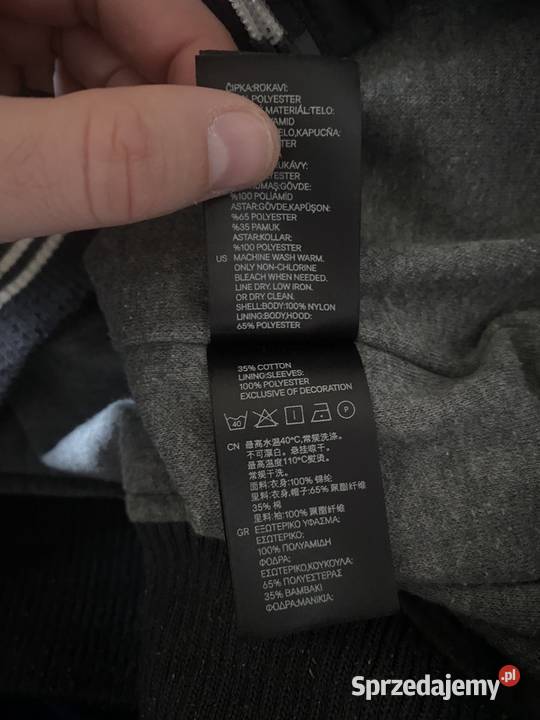 ČIPKA:ROKAVI:
POLYESTER
MATERIÁL:TELO:
TELO,KAPUCŇA:
RUKÁVY:
GÖVDE:
%100 POLİAMİD
ASTAR:GÖVDE,KAPÜŞON:
%65 POLYESTER
%35 PAMUK
ASTAR:KOLLAR:
%100 POLYESTER
US MACHINE WASH WARM.
ONLY NON-CHLORINE
BLEACH WHEN NEEDED.
LINE DRY. LOW IRON.
OR DRY CLEAN.
SHELL:BODY:100% NYLON
LINING:BODY,HOOD:
65% POLYESTER
35% COTTON
LINING:SLEEVES:
100% POLYESTER
EXCLUSIVE OF DECORATION
40 P
CN 最高水温40°C,常规洗涤.
不可漂白。悬挂晾干。
最高温度110°C熨烫。
常规干洗。
面料:衣身:100% 锦纶
里料:衣身,帽子:65% 聚酯纤维
35% 棉
里料:袖:100% 聚酯纤维
GR ΕΞΩΤΕΡΙΚΟ ΥΦΑΣΜΑ:
ΕΣΩΤΕΡΙΚΟ:
100% ΠΟΛΥΑΜΙΔΗ
ΦΟΔΡΑ:
ΕΣΩΤΕΡΙΚΟ,ΚΟΥΚΟΥΛΑ:
65% ΠΟΛΥΕΣΤΕΡΑΣ
35% ΒΑΜΒΑΚΙ
ΦΟΔΡΑ:ΜΑΝΙΚΙΑ:
Sprzedajemy.pl